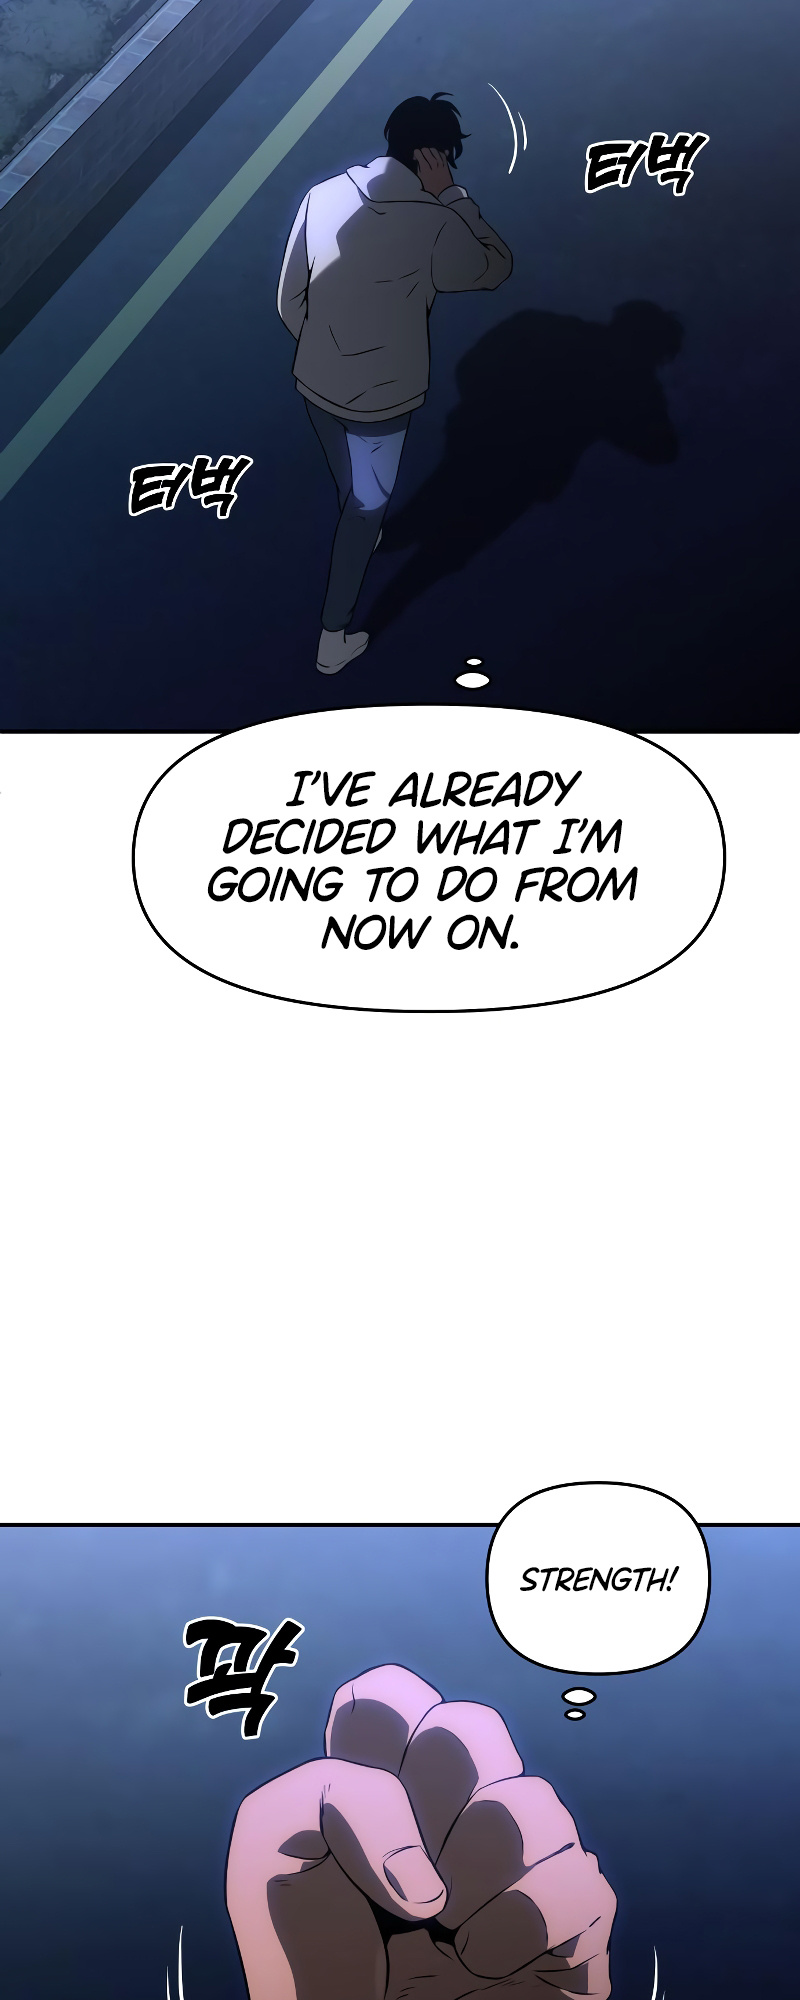 터벅
터벅
I'VE ALREADY
DECIDED WHAT I'M
GOING TO DO FROM
NOW ON.
STRENGTH!
꽉